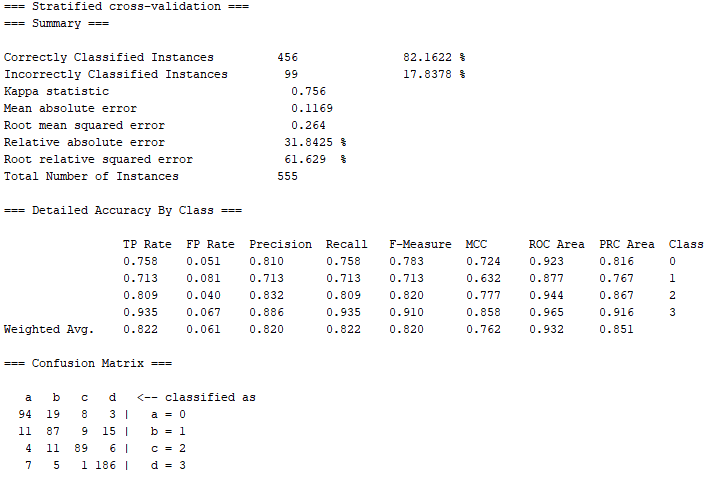 === Stratified cross-validation ===
=== Summary ===
Correctly Classified Instances 456 82.1622 %
Incorrectly Classified Instances 99 17.8378 %
Kappa statistic 0.756
Mean absolute error 0.1169
Root mean squared error 0.264
Relative absolute error 31.8425 %
Root relative squared error 61.629 %
Total Number of Instances 555
=== Detailed Accuracy By Class ===
TP Rate FP Rate Precision Recall F-Measure MCC ROC Area PRC Area Class
0.758 0.051 0.810 0.758 0.783 0.724 0.923 0.816 0
0.713 0.081 0.713 0.713 0.713 0.632 0.877 0.767 1
0.809 0.040 0.832 0.809 0.820 0.777 0.944 0.867 2
0.935 0.067 0.886 0.935 0.910 0.858 0.965 0.916 3
Weighted Avg. 0.822 0.061 0.820 0.822 0.820 0.762 0.932 0.851
=== Confusion Matrix ===
a b c d <-- classified as
94 19 8 3 | a = 0
11 87 9 15 | b = 1
4 11 89 6 | c = 2
7 5 1 186 | d = 3